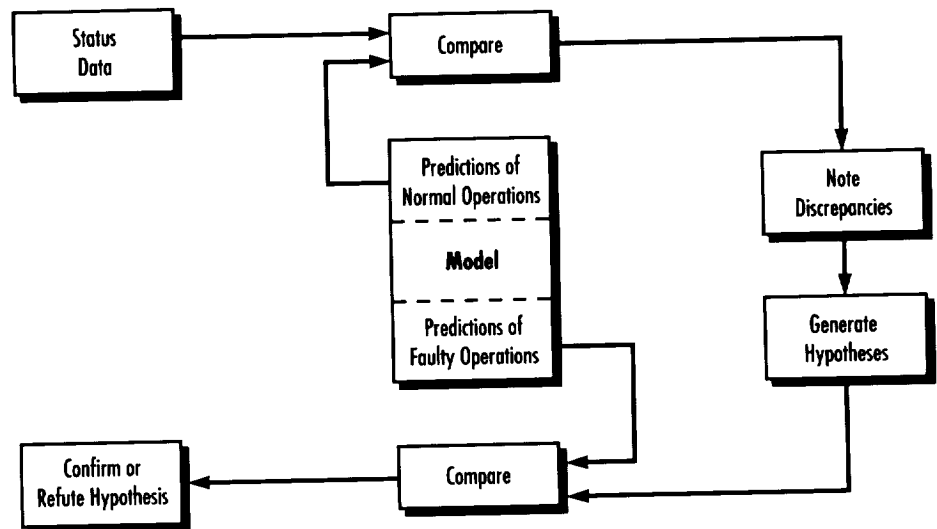 Status
Data
Compare
Predictions of
Normal Operations
Model
Predictions of
Faulty Operations
Note
Discrepancies
Generate
Hypotheses
Compare
Confirm or
Refute Hypothesis